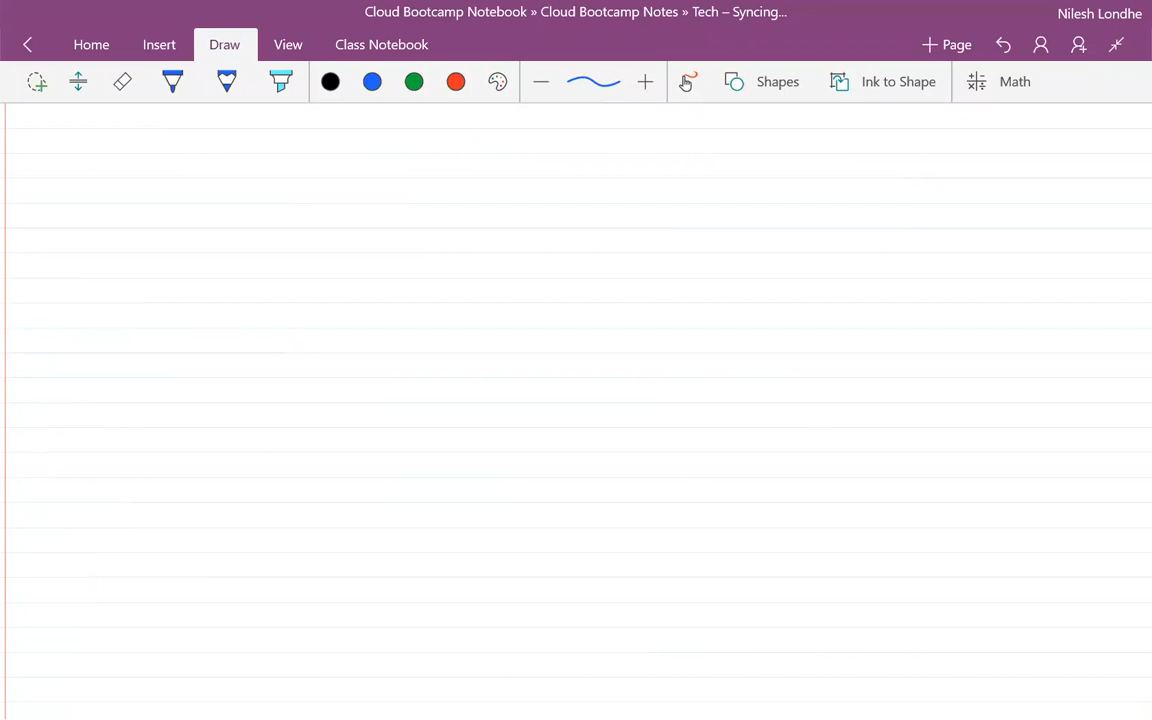 Cloud Bootcamp Notebook » Cloud Bootcamp Notes » Tech – Syncing...
Nilesh Londhe
Home Insert Draw View Class Notebook Page
Shapes Ink to Shape Math